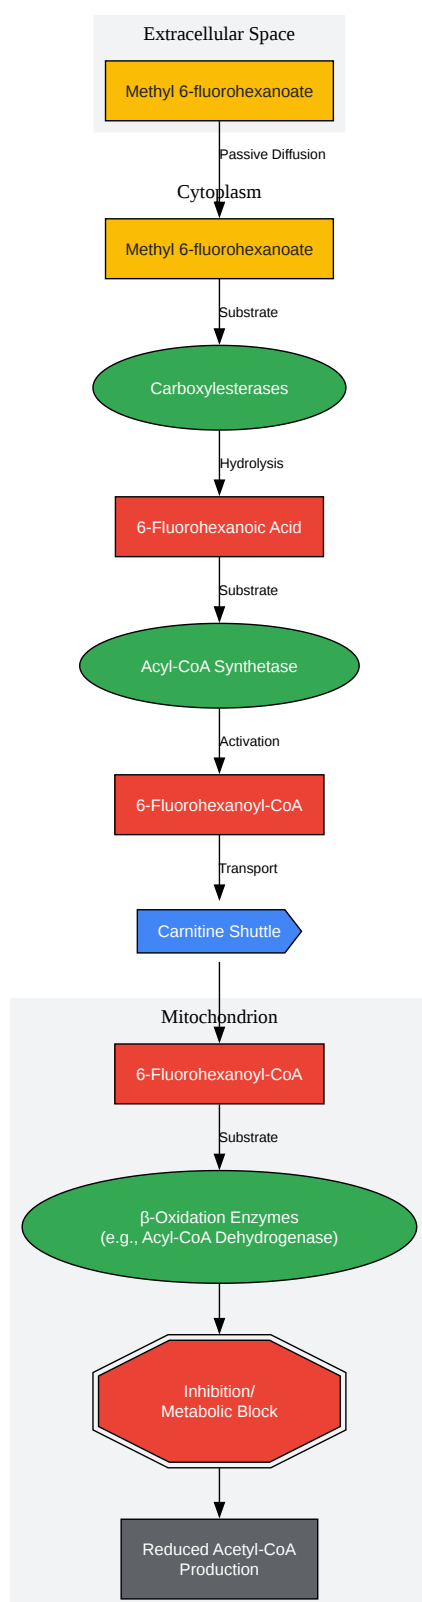 Extracellular Space
Methyl 6-fluorohexanoate
Passive Diffusion
Cytoplasm
Methyl 6-fluorohexanoate
Substrate
Carboxylesterases
Hydrolysis
6-Fluorohexanoic Acid
Substrate
Acyl-CoA Synthetase
Activation
6-Fluorohexanoyl-CoA
Transport
Carnitine Shuttle
Mitochondrion
6-Fluorohexanoyl-CoA
Substrate
β-Oxidation Enzymes
(e.g., Acyl-CoA Dehydrogenase)
Inhibition/
Metabolic Block
Reduced Acetyl-CoA
Production